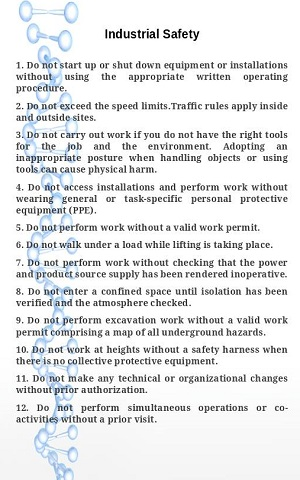 Industrial Safety
1. Do not start up or shut down equipment or installations
without using the appropriate written operating
procedure.
2. Do not exceed the speed limits.Traffic rules apply inside
and outside sites.
3. Do not carry out work if you do not have the right tools
for the job and the environment. Adopting an
inappropriate posture when handling objects or using
tools can cause physical harm.
4. Do not access installations and perform work without
wearing general or task-specific personal protective
equipment (PPE).
5. Do not perform work without a valid work permit.
6. Do not walk under a load while lifting is taking place.
7. Do not perform work without checking that the power
and product source supply has been rendered inoperative.
8. Do not enter a confined space until isolation has been
verified and the atmosphere checked.
9. Do not perform excavation work without a valid work
permit comprising a map of all underground hazards.
10. Do not work at heights without a safety harness when
there is no collective protective equipment.
11. Do not make any technical or organizational changes
without prior authorization.
12. Do not perform simultaneous operations or co-
activities without a prior visit.